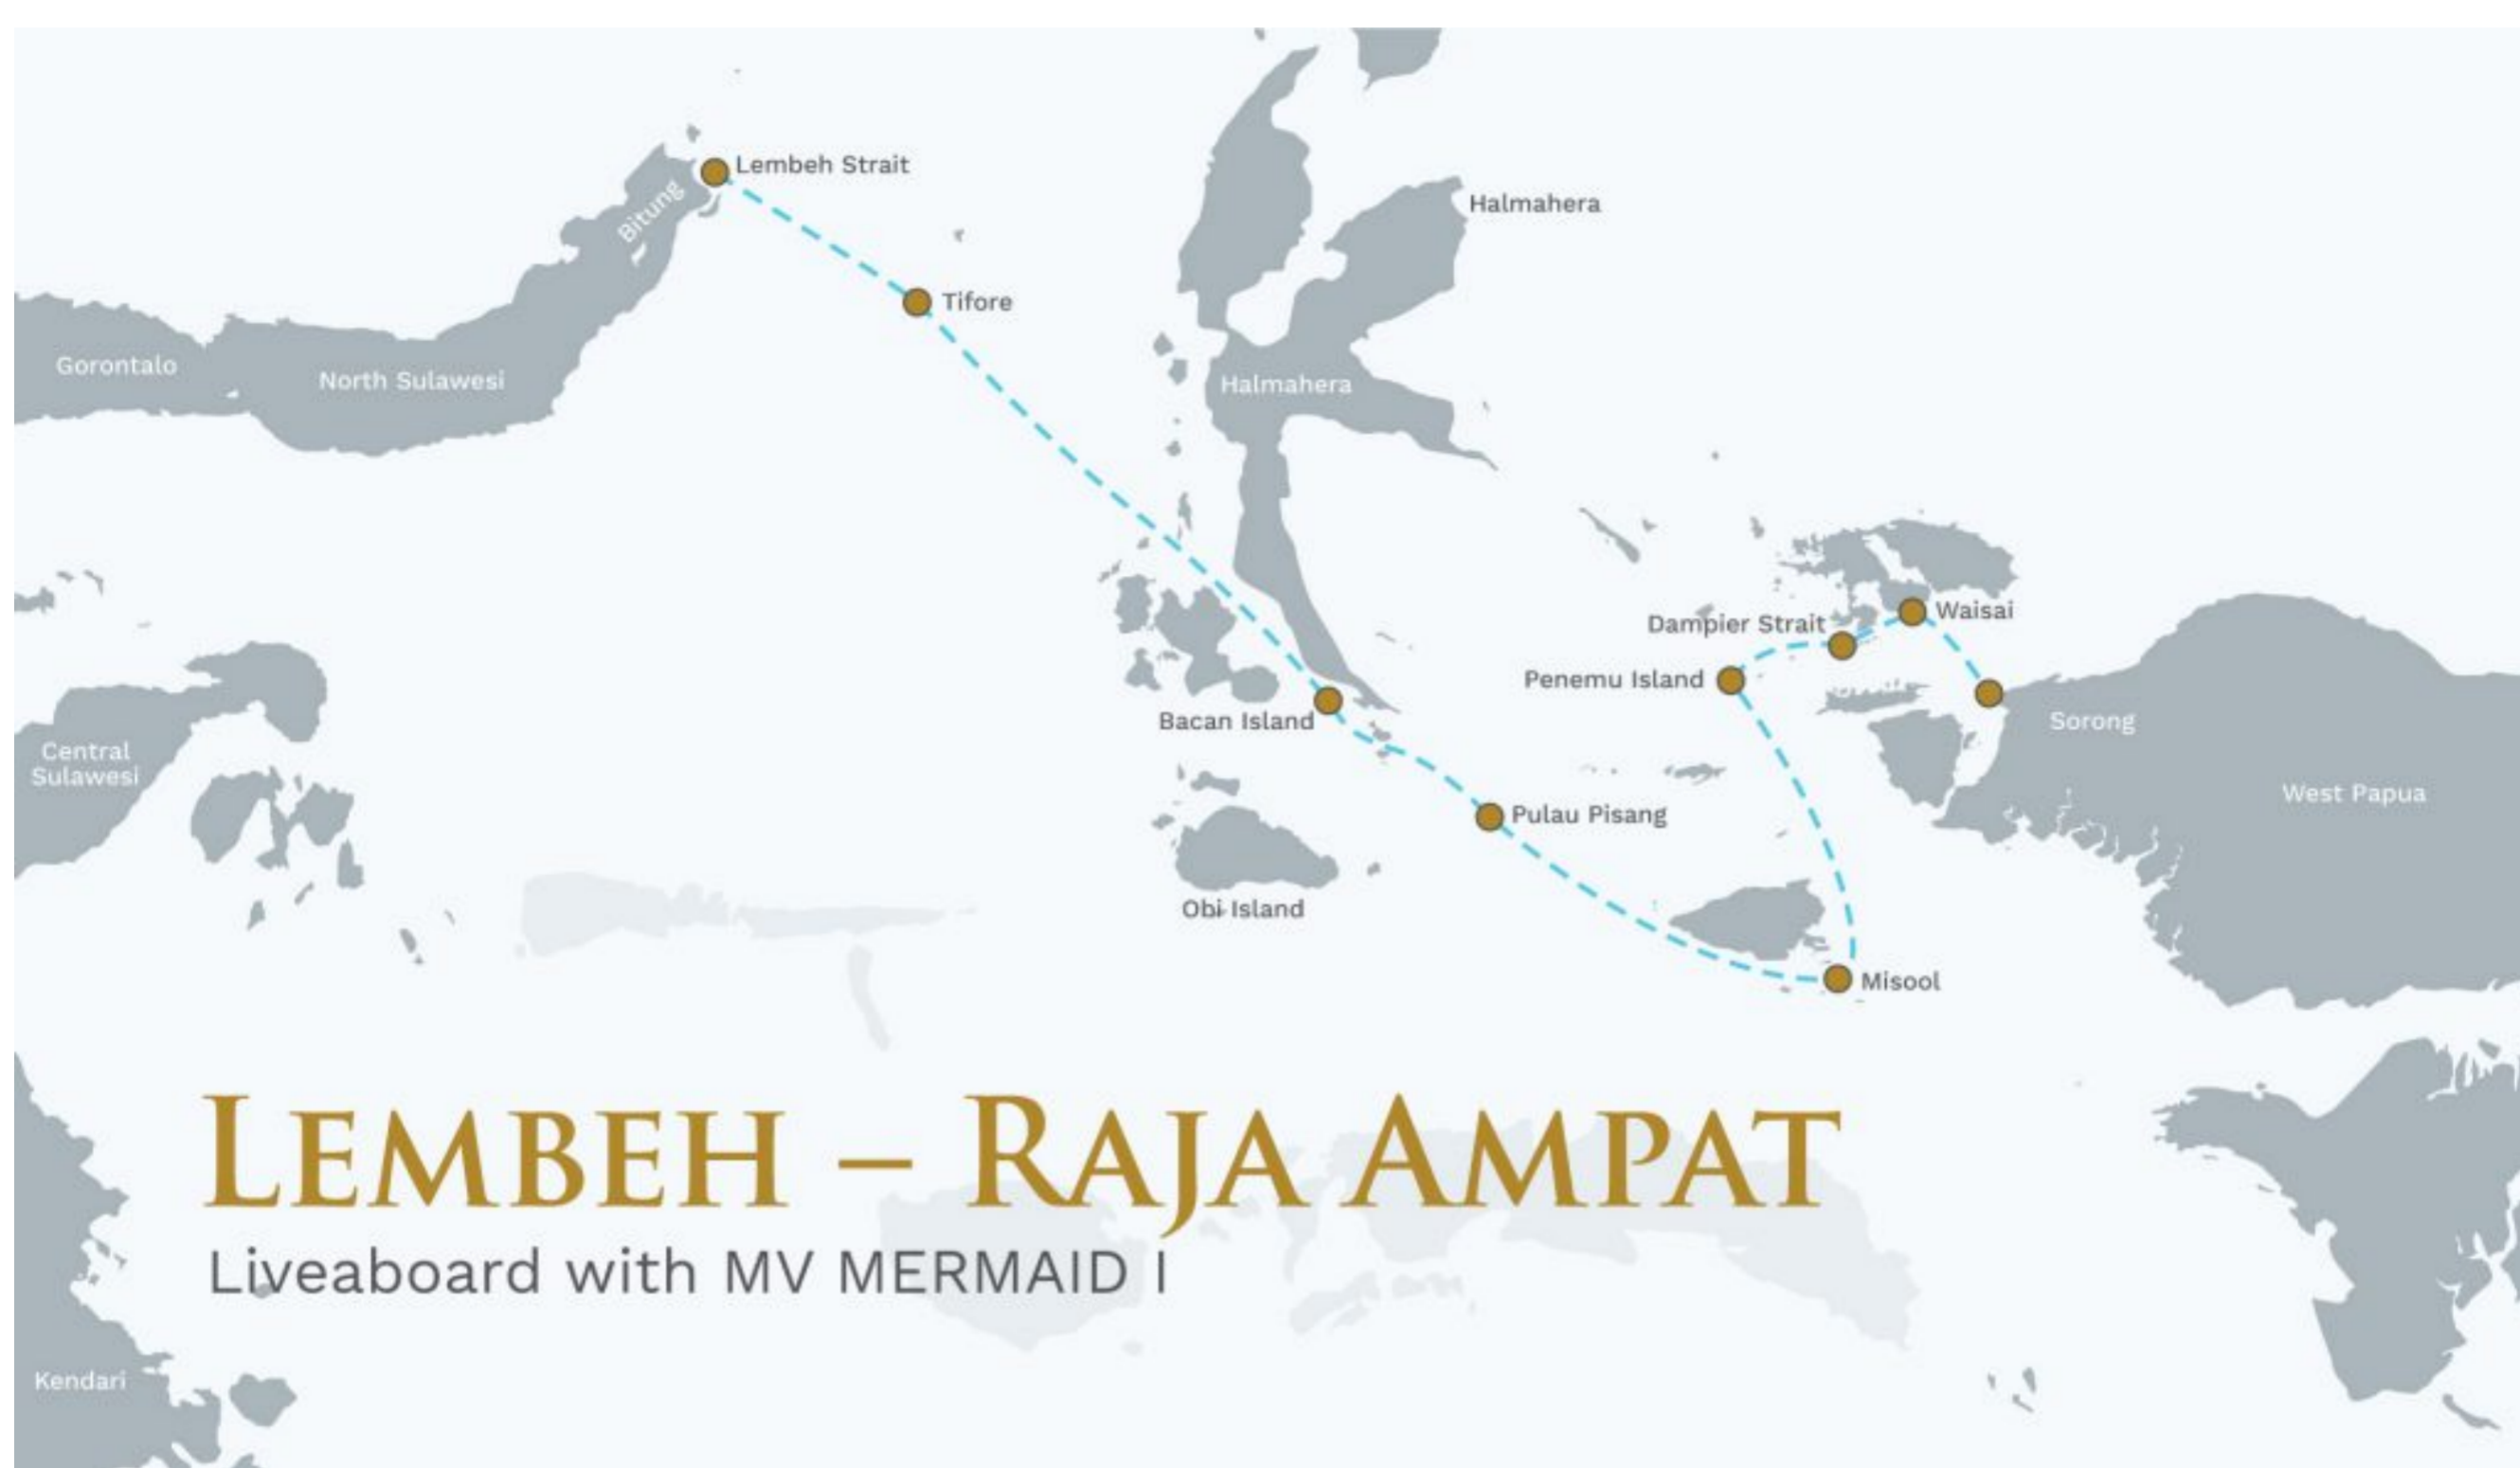 Lembeh Strait
Bitung
Halmahera
Tifore
Gorontalo
North Sulawesi
Halmahera
Dampier Strait
Waisai
Penemu Island
Bacan Island
Sorong
Central
Sulawesi
West Papua
Pulau Pisang
Obi Island
Misool
LEMBEH – RAJA AMPAT
Liveaboard with MV MERMAID I
Kendari